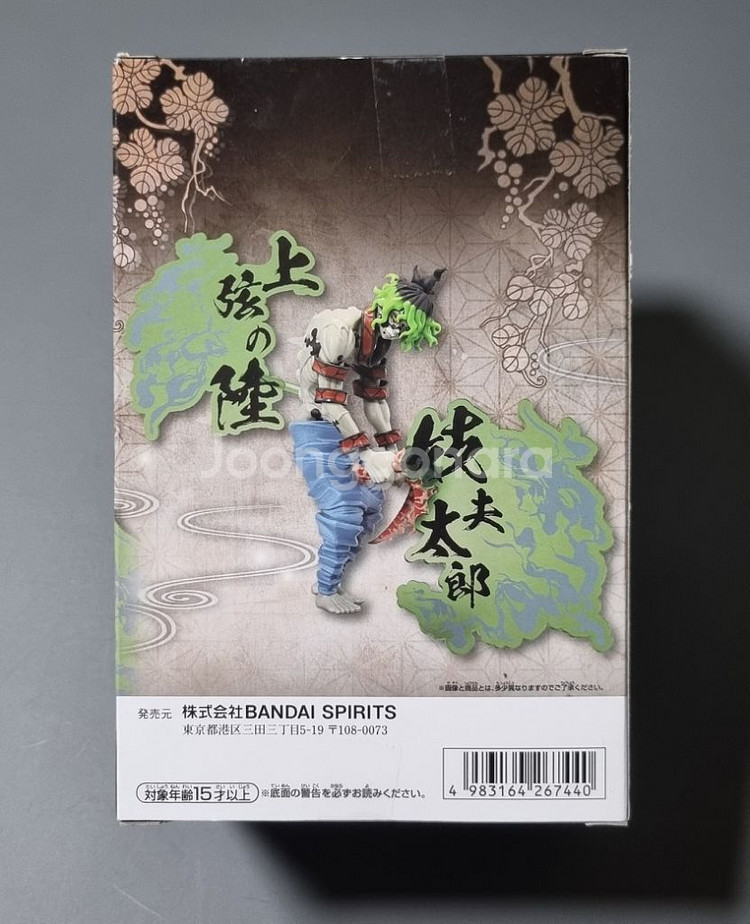 上
弦の
陸
妓夫
太郎
Joonggonara
※画像と商品とは、多少異なりますのでご了承ください。
発売元 株式会社BANDAI SPIRITS
東京都港区三田三丁目5-19 〒108-0073
対象年齢15才以上 ※底面の警告を必ずお読みください。
4 983164 267440